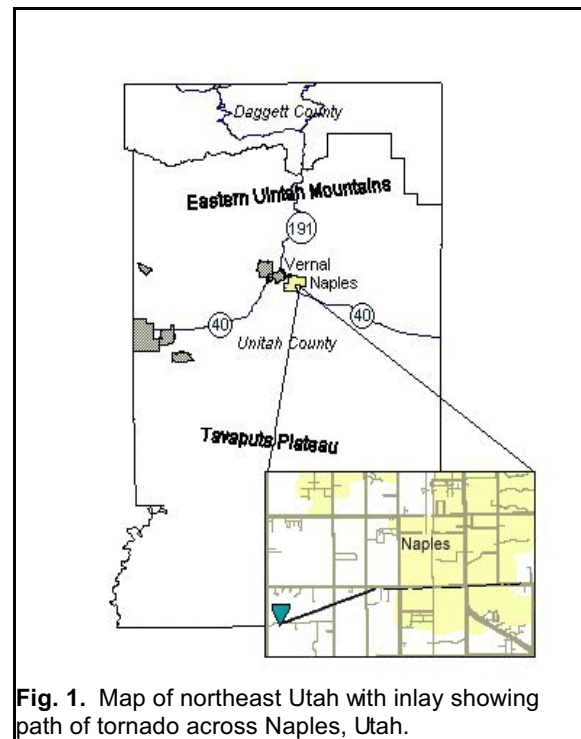 Daggett County
Eastern Uintah Mountains
191
Vernal
Naples
40
40
Unitah County
Tavaputs Plateau
Naples
Fig. 1. Map of northeast Utah with inlay showing
path of tornado across Naples, Utah.